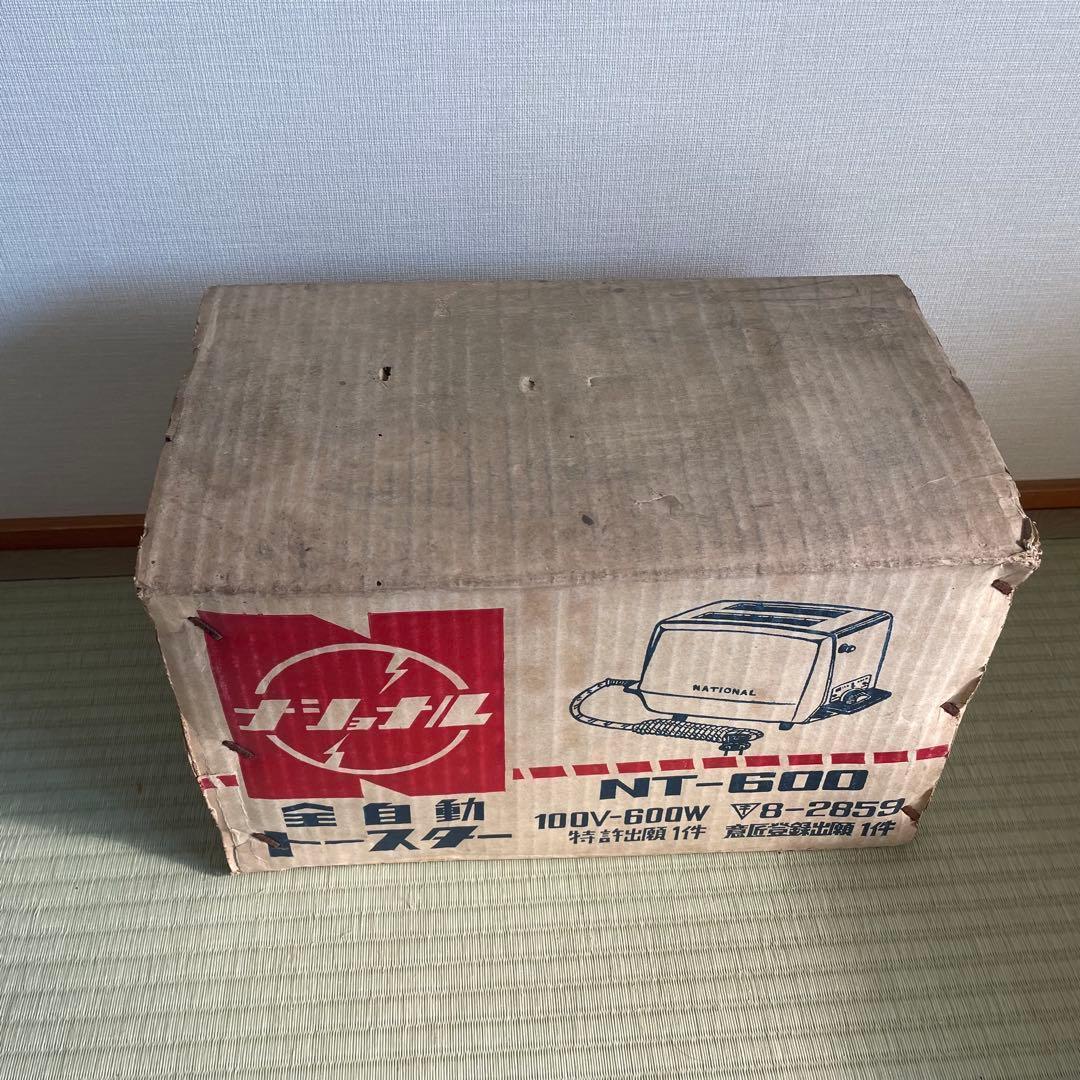 ナショナル
全自動
トースター
NATIONAL
NT-600
100V-600W 〒8-2859
特許出願1件 意匠登録出願1件